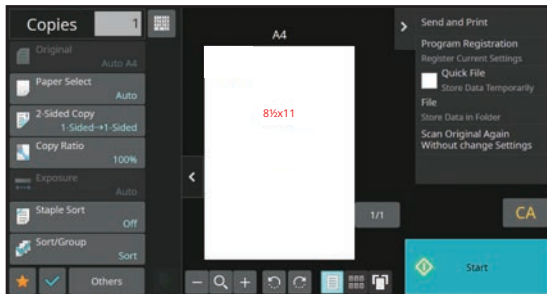 Copies
1
Original
Auto A4
Paper Select
Auto
2-Sided Copy
1-Sided→1-Sided
Copy Ratio
100%
Exposure
Auto
Staple Sort
Off
Sort/Group
Sort
Others
A4
8½x11
1/1
Send and Print
Program Registration
Register Current Settings
Quick File
Store Data Temporarily
File
Store Data in Folder
Scan Original Again
Without change Settings
CA
Start